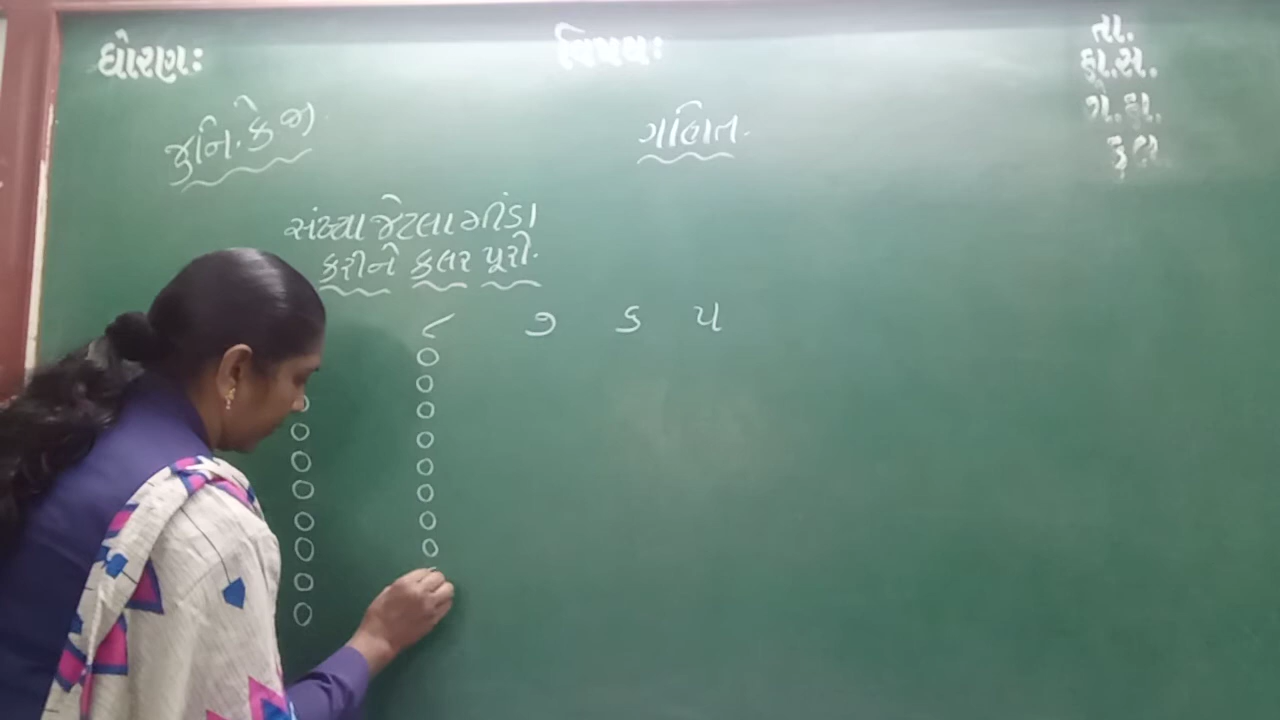 ધોરણઃ
વિષયઃ
તા.
કુા.સ.
ગે.હા.
કુલ
જુનિ.કે.જી.
ગણિત.
સંખ્યા જેટલા મીંડા
કરીને કલર પૂરો.
૮ ૭ ૬ ૫